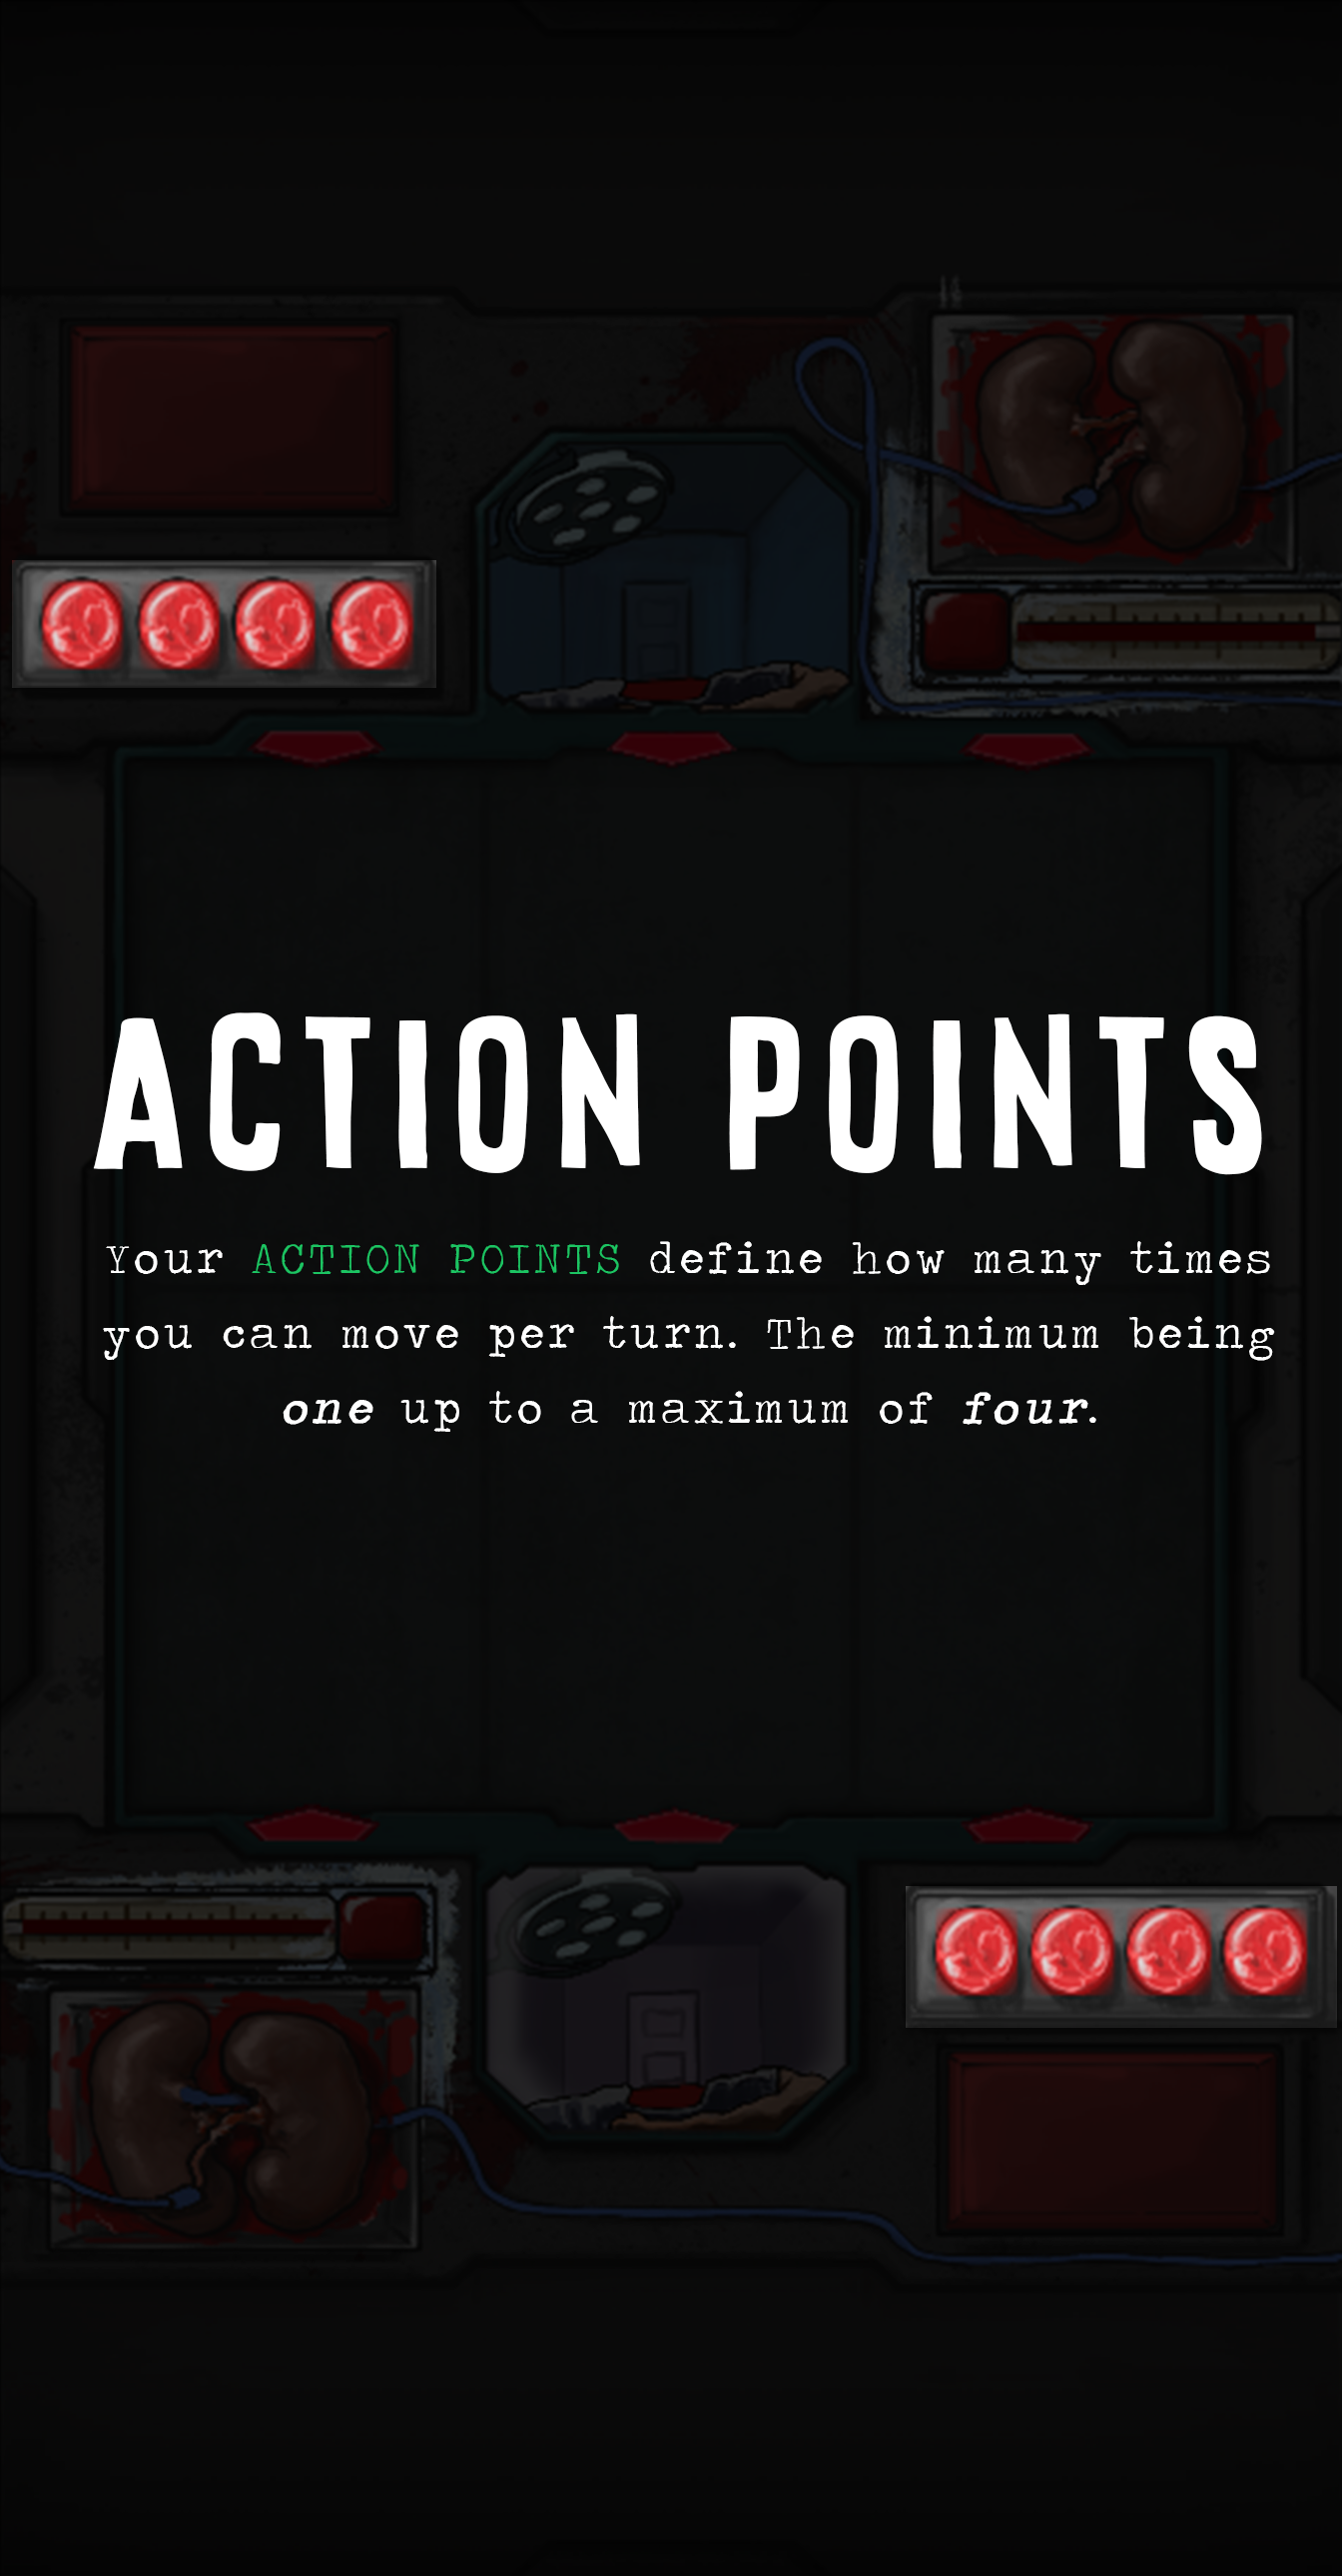 ACTION POINTS
Your ACTION POINTS define how many times
you can move per turn. The minimum being
one up to a maximum of four.